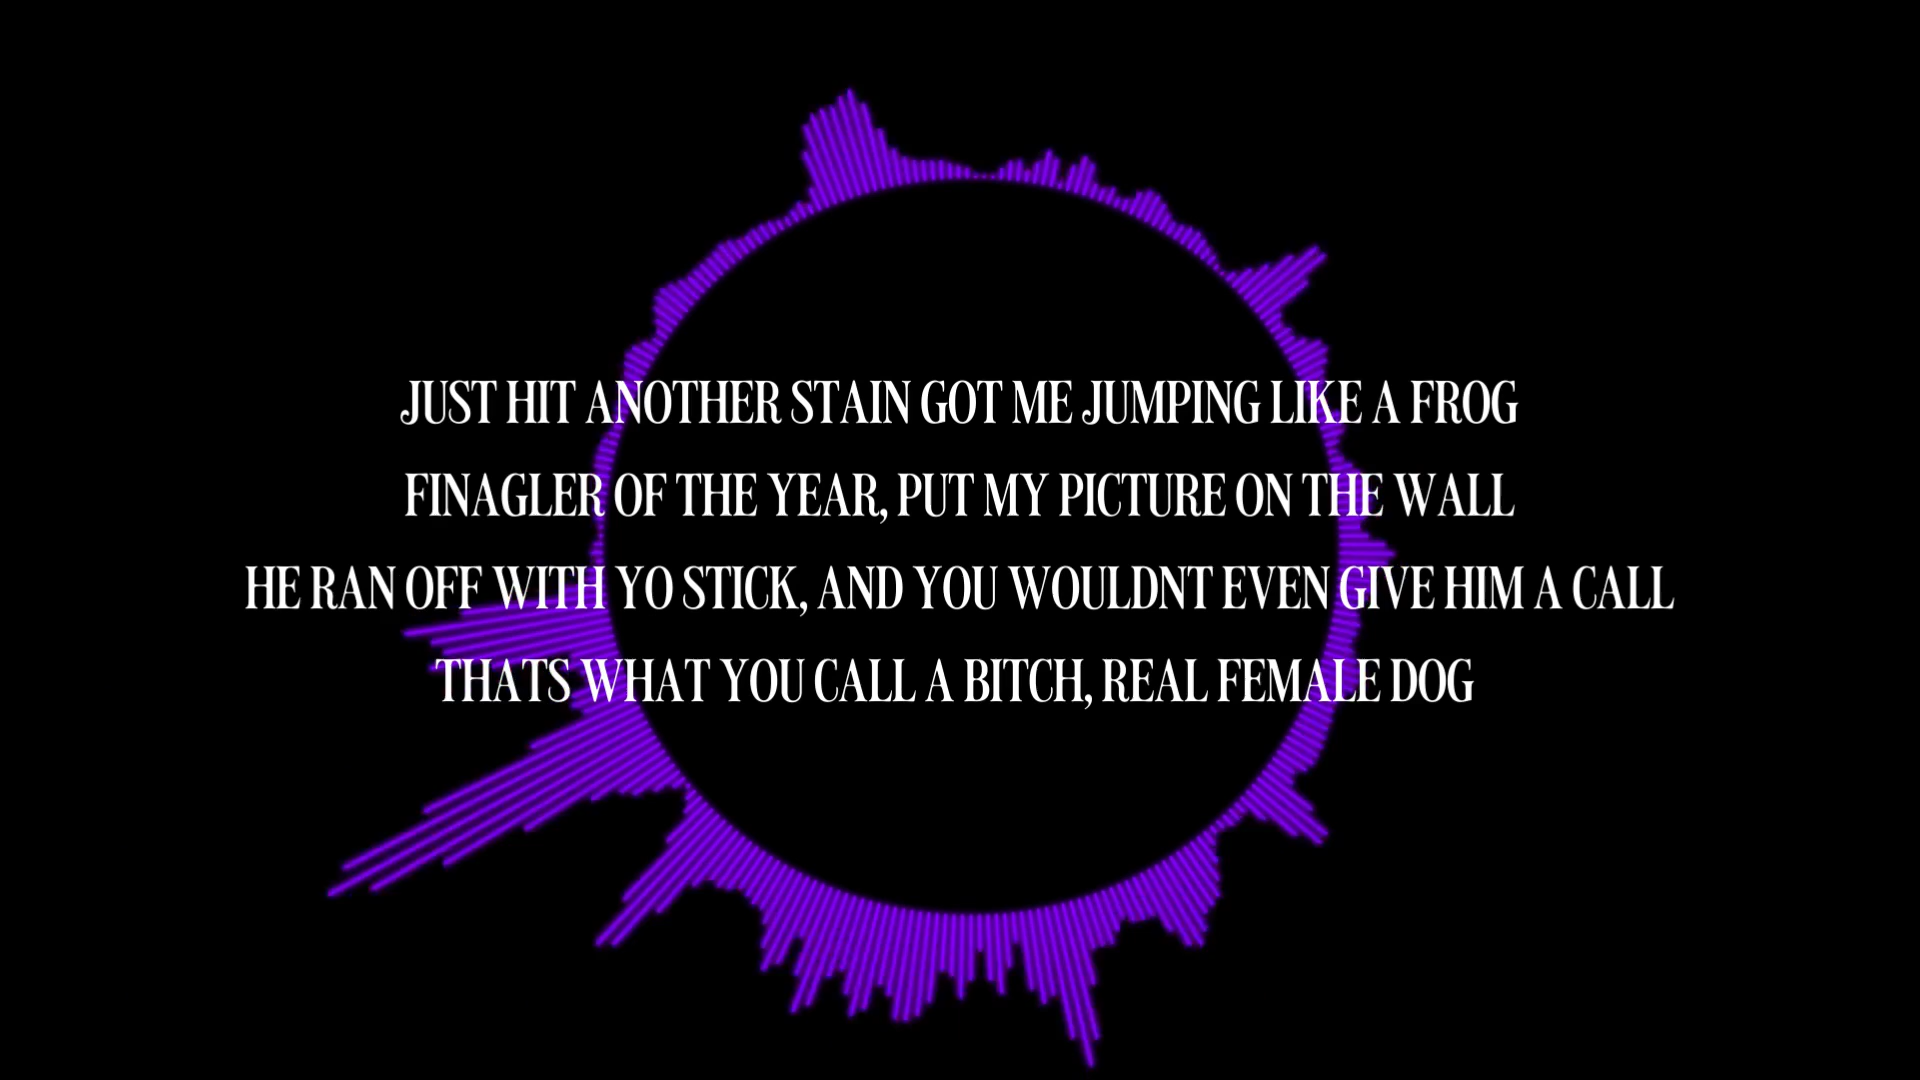 JUST HIT ANOTHER STAIN GOT ME JUMPING LIKE A FROG
FINAGLER OF THE YEAR, PUT MY PICTURE ON THE WALL
HE RAN OFF WITH YO STICK, AND YOU WOULDNT EVEN GIVE HIM A CALL
THATS WHAT YOU CALL A BITCH, REAL FEMALE DOG